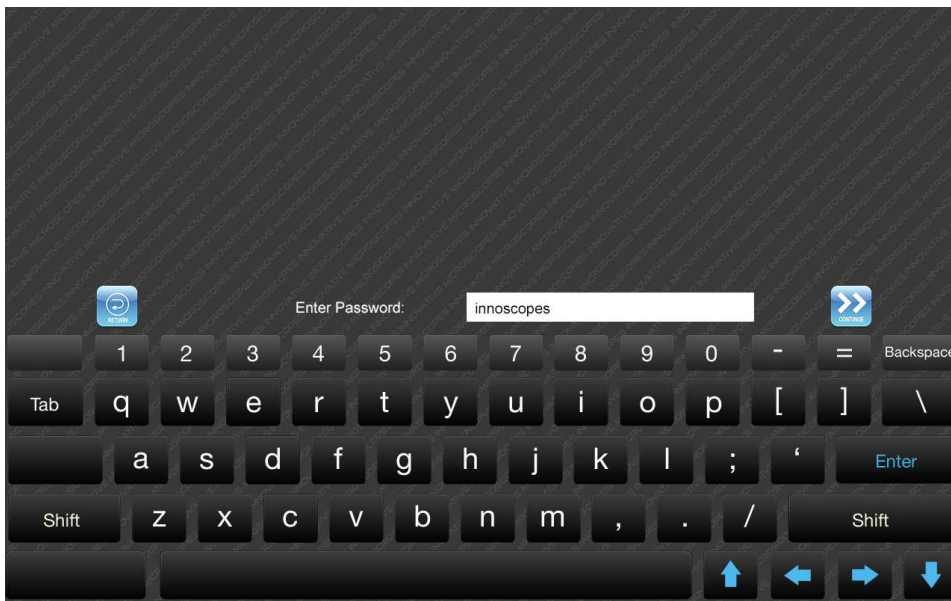 Enter Password: innoscopes
RETURN
CONTINUE
1 2 3 4 5 6 7 8 9 0 - = Backspace
Tab q w e r t y u i o p [ ] \
a s d f g h j k l ; ‘ Enter
Shift z x c v b n m , . / Shift